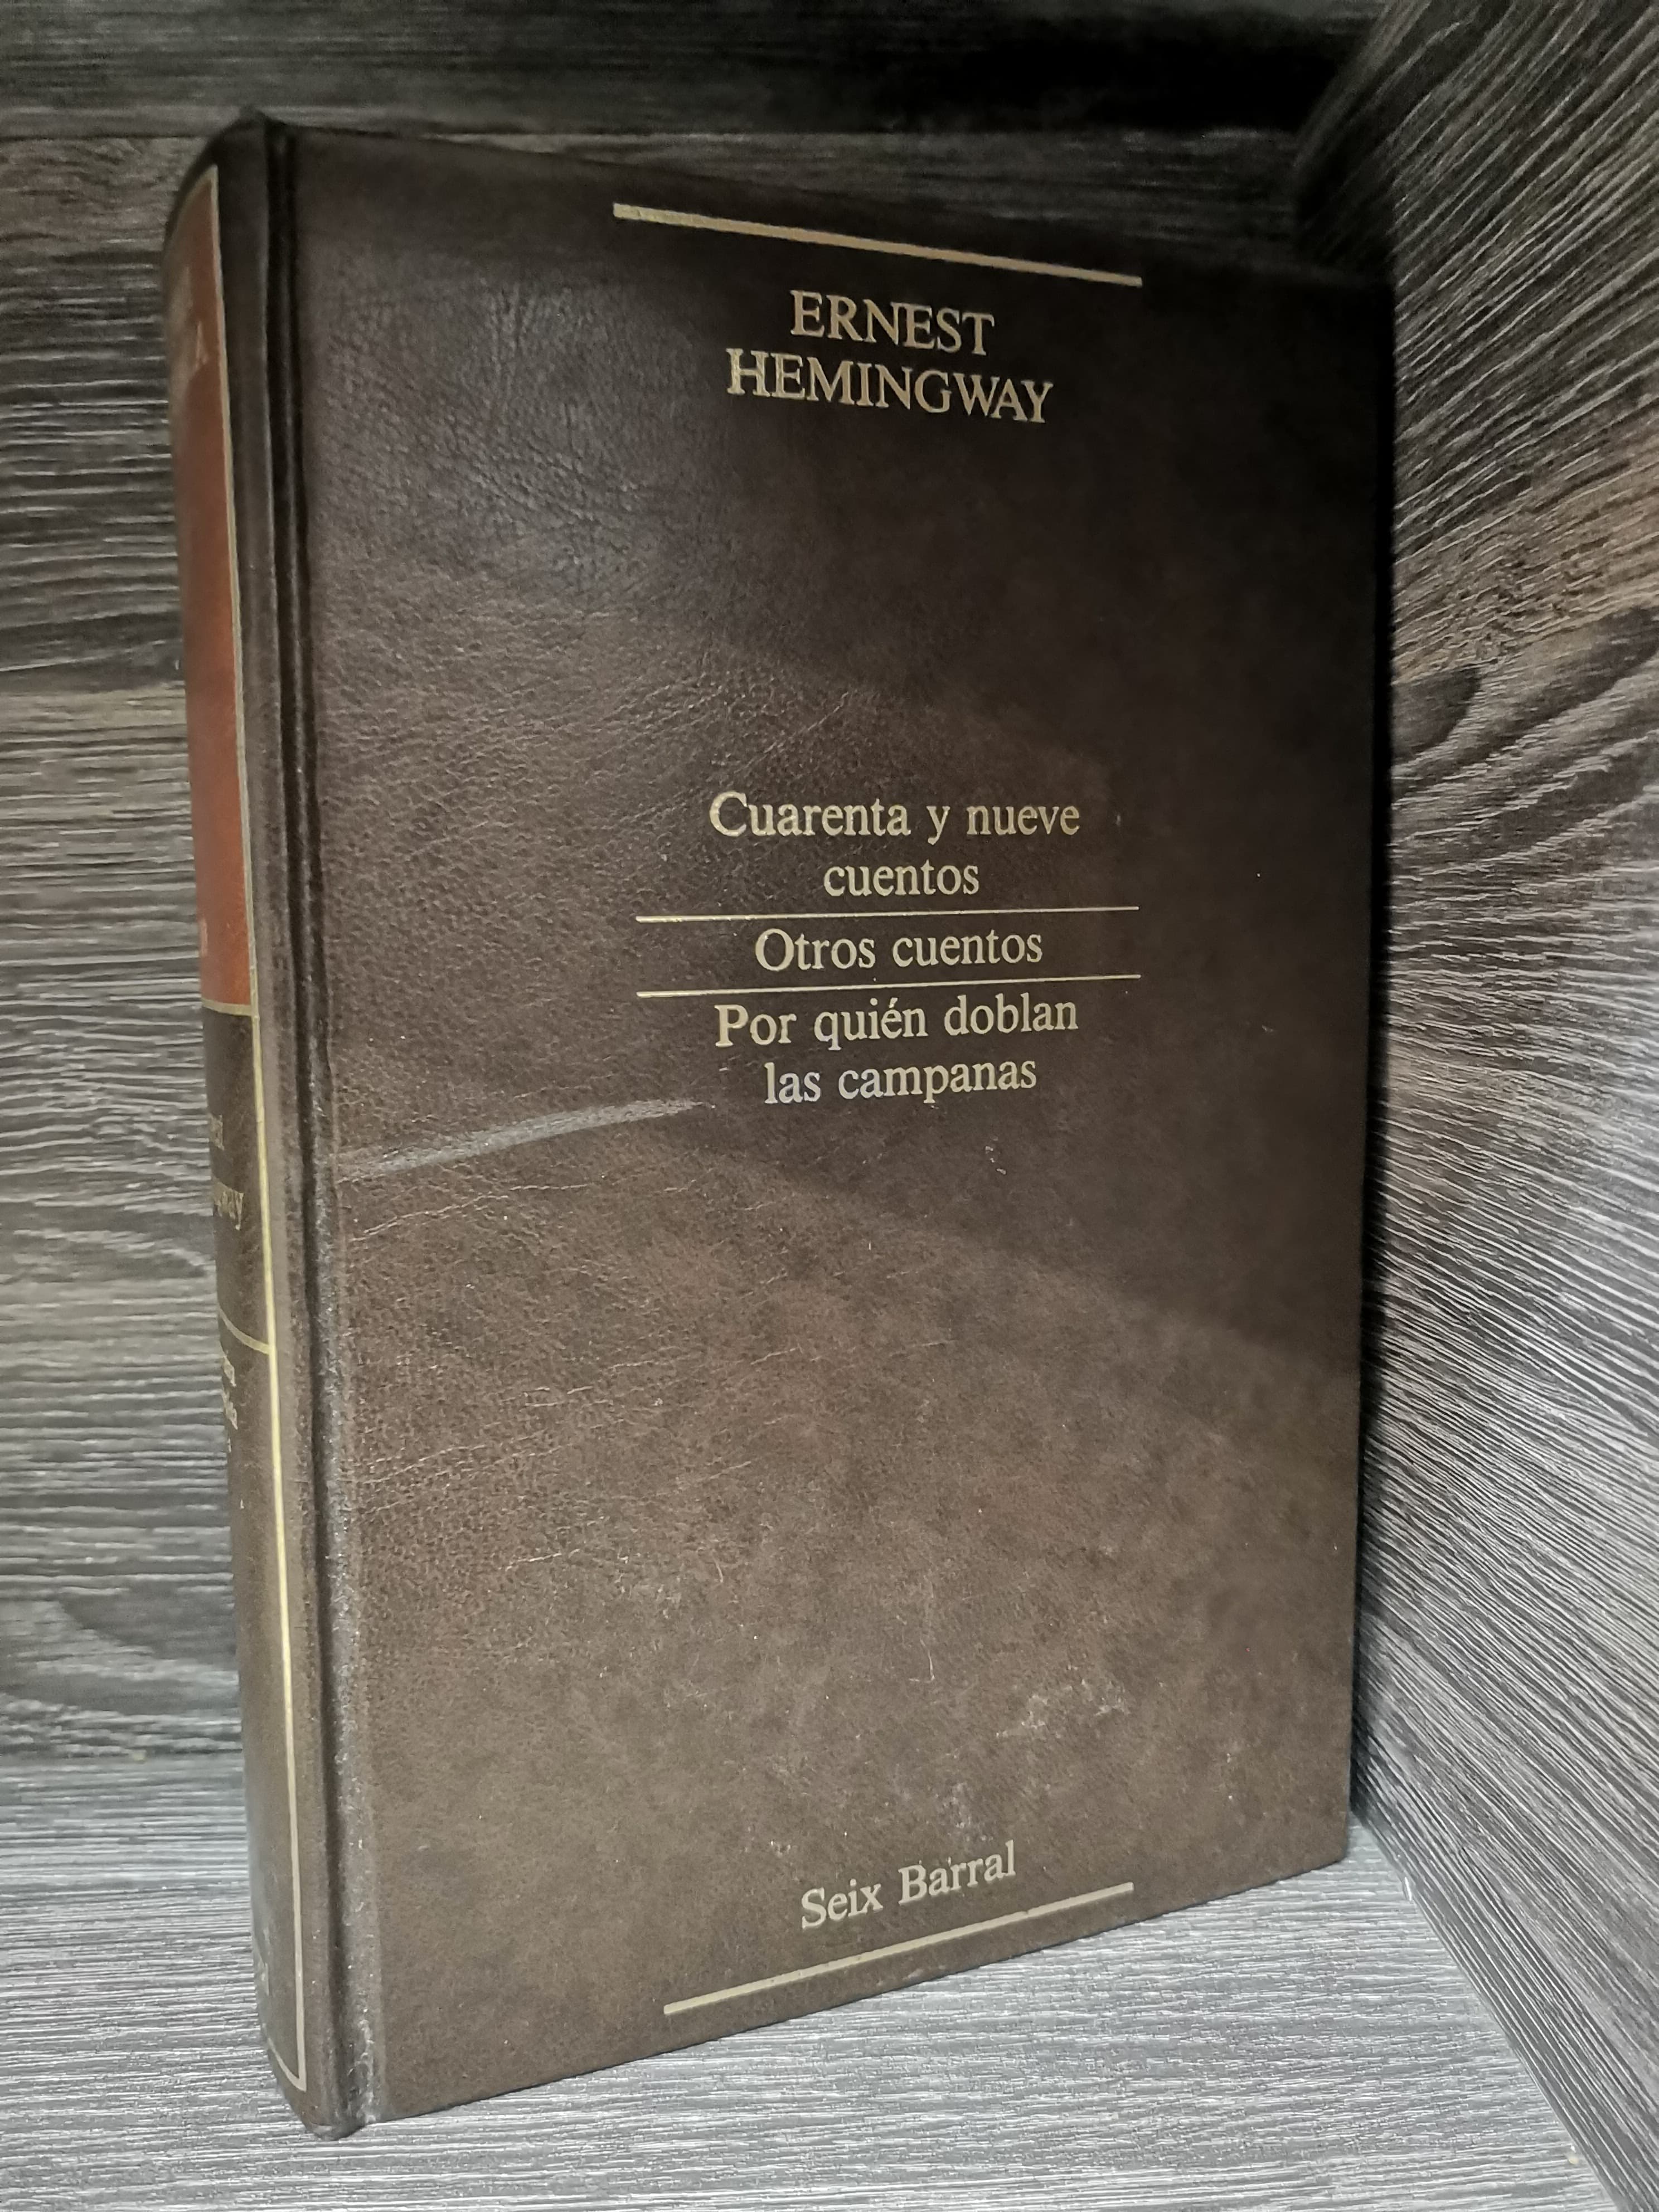 ERNEST
HEMINGWAY
Cuarenta y nueve
cuentos
Otros cuentos
Por quién doblan
las campanas
Seix Barral